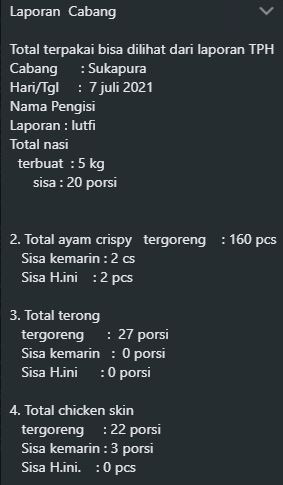 Laporan Cabang
Total terpakai bisa dilihat dari laporan TPH
Cabang : Sukapura
Hari/Tgl : 7 juli 2021
Nama Pengisi
Laporan : lutfi
Total nasi
terbuat : 5 kg
sisa : 20 porsi
2. Total ayam crispy tergoreng : 160 pcs
Sisa kemarin : 2 cs
Sisa H.ini : 2 pcs
3. Total terong
tergoreng : 27 porsi
Sisa kemarin : 0 porsi
Sisa H.ini : 0 porsi
4. Total chicken skin
tergoreng : 22 porsi
Sisa kemarin : 3 porsi
Sisa H.ini. : 0 pcs